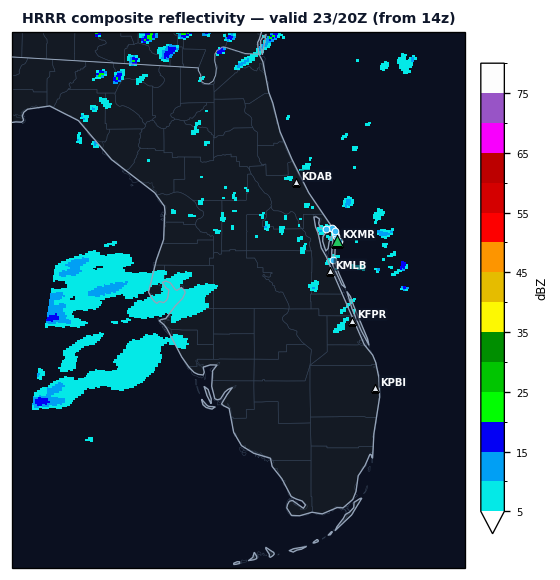 HRRR composite reflectivity — valid 23/20Z (from 14z)
KDAB
KXMR
KMLB
KFPR
KPBI
75
65
55
45
35
25
15
5
dBZ